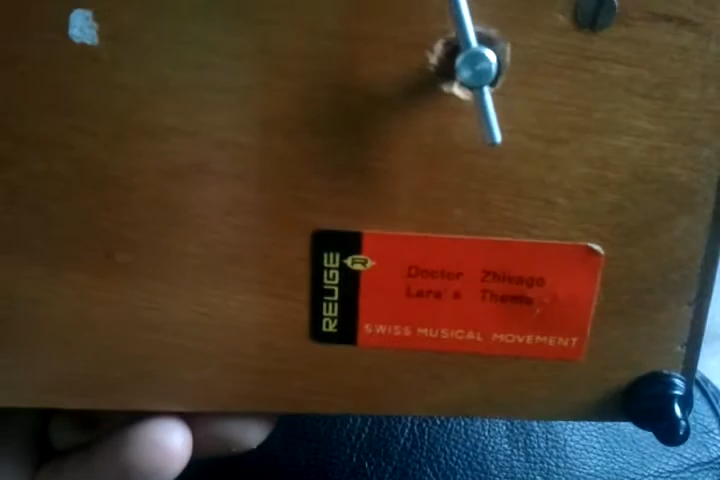 REUGE
R
Doctor Zhivago
Lara's Theme
SWISS MUSICAL MOVEMENT